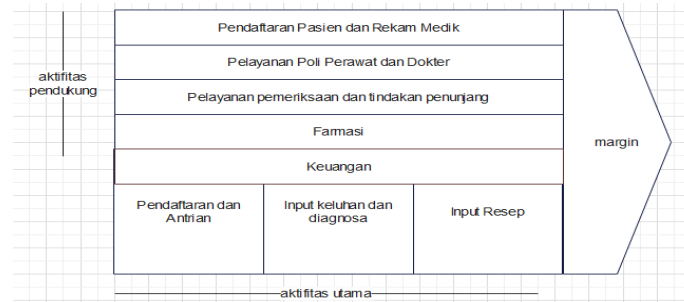 Pendaftaran Pasien dan Rekam Medik
Pelayanan Poli Perawat dan Dokter
aktifitas
pendukung
Pelayanan pemeriksaan dan tindakan penunjang
Farmasi
margin
Keuangan
Pendaftaran dan
Antrian
Input keluhan dan
diagnosa
Input Resep
aktifitas utama